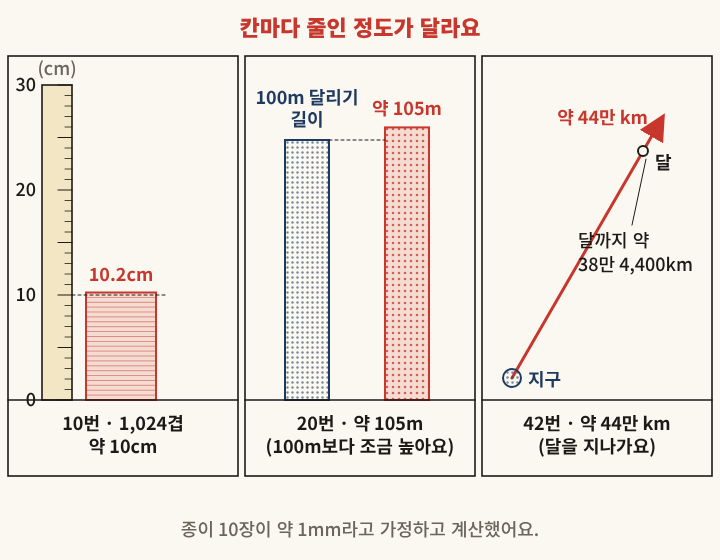 칸마다 줄인 정도가 달라요
(cm)
30
20
10
0
10.2cm
10번 · 1,024겹
약 10cm
100m 달리기
길이
약 105m
20번 · 약 105m
(100m보다 조금 높아요)
약 44만 km
달
달까지 약
38만 4,400km
지구
42번 · 약 44만 km
(달을 지나가요)
종이 10장이 약 1mm라고 가정하고 계산했어요.